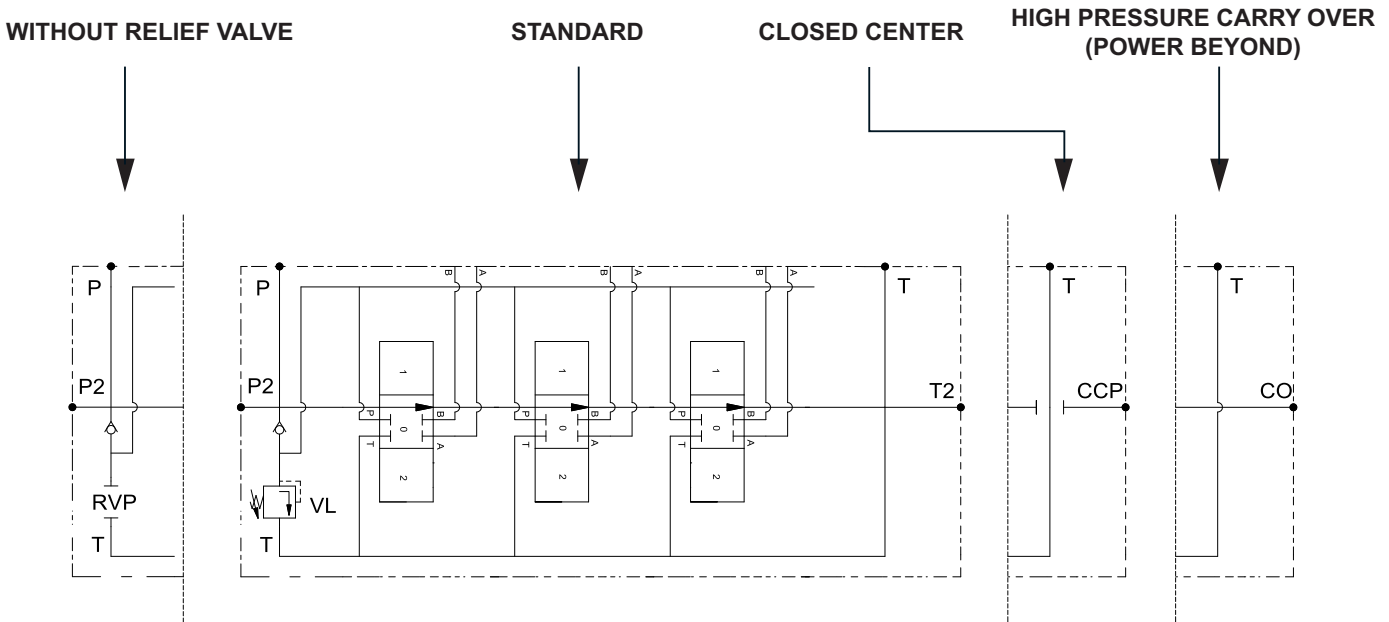 WITHOUT RELIEF VALVE
STANDARD
CLOSED CENTER
HIGH PRESSURE CARRY OVER
(POWER BEYOND)
P
P
B
A
B
A
B
A
T
T
T
P2
P2
T2
CCP
CO
1
1
1
P
B
P
B
P
B
0
0
0
T
A
T
A
T
A
2
2
2
RVP
VL
T
T